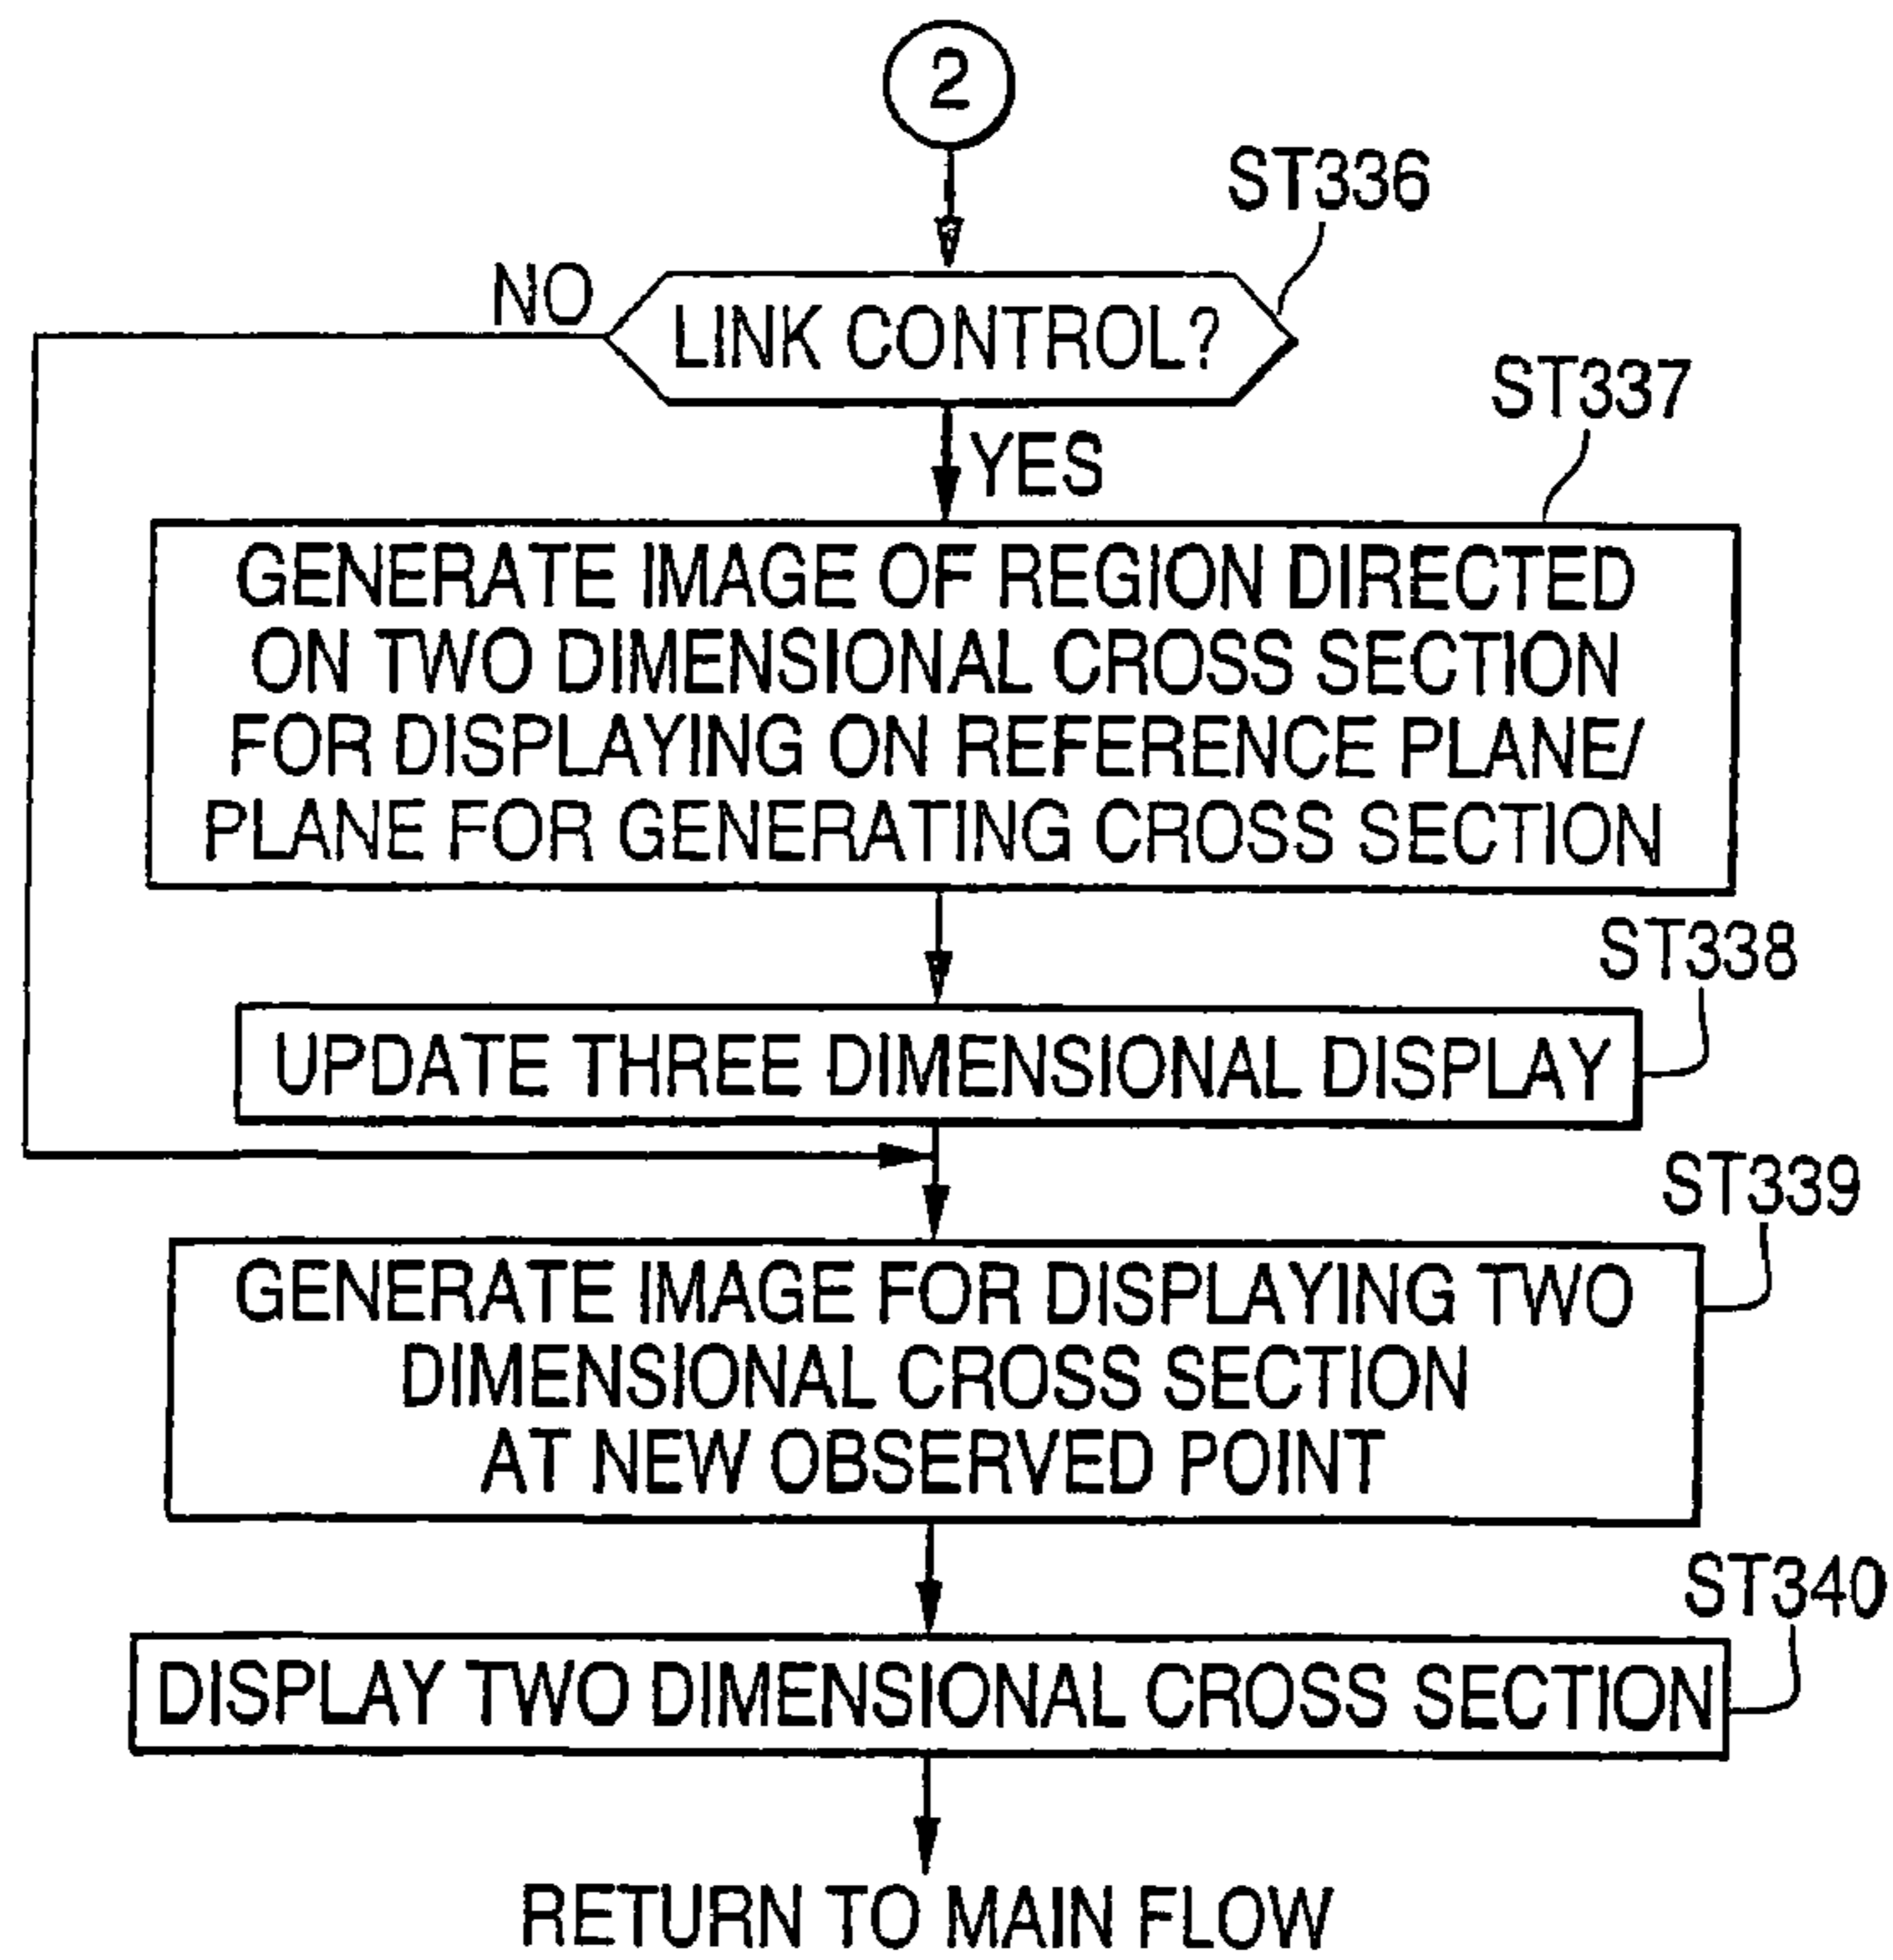 2
ST336
NO
LINK CONTROL?
ST337
YES
GENERATE IMAGE OF REGION DIRECTED
ON TWO DIMENSIONAL CROSS SECTION
FOR DISPLAYING ON REFERENCE PLANE/
PLANE FOR GENERATING CROSS SECTION
ST338
UPDATE THREE DIMENSIONAL DISPLAY
ST339
GENERATE IMAGE FOR DISPLAYING TWO
DIMENSIONAL CROSS SECTION
AT NEW OBSERVED POINT
ST340
DISPLAY TWO DIMENSIONAL CROSS SECTION
RETURN TO MAIN FLOW